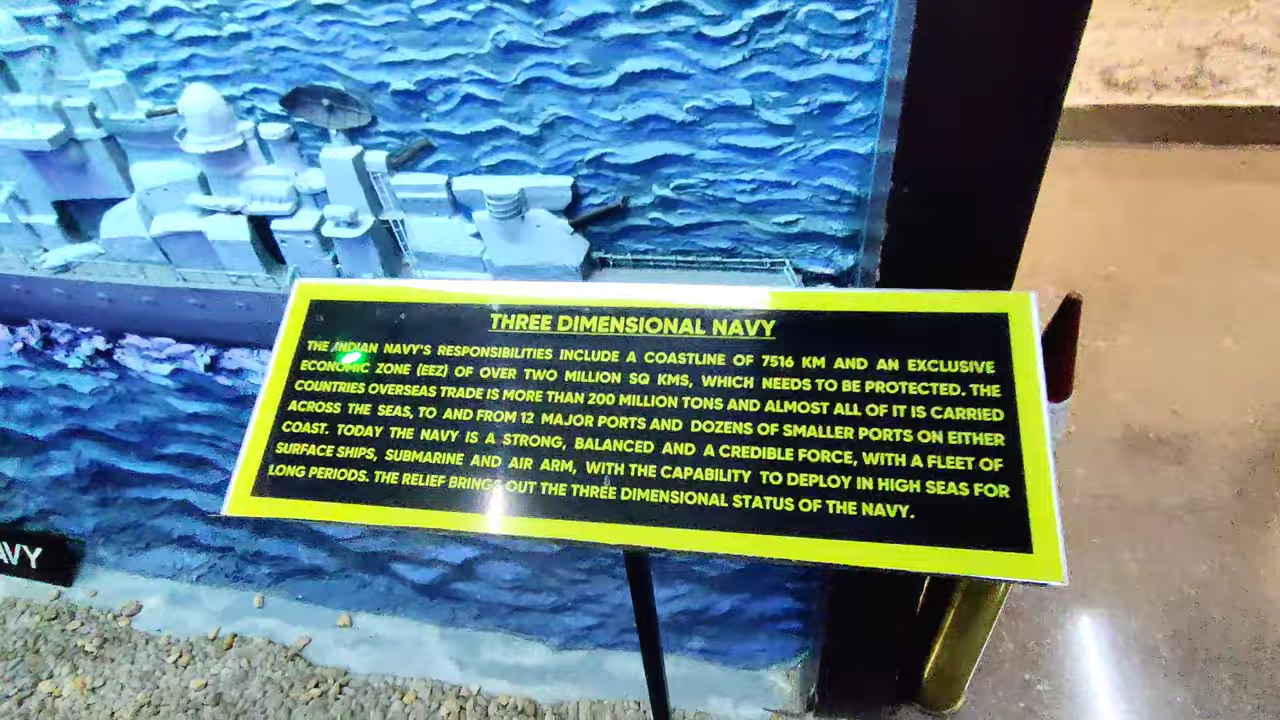 THREE DIMENSIONAL NAVY
THE INDIAN NAVY'S RESPONSIBILITIES INCLUDE A COASTLINE OF 7516 KM AND AN EXCLUSIVE
ECONOMIC ZONE (EEZ) OF OVER TWO MILLION SQ KMS, WHICH NEEDS TO BE PROTECTED. THE
COUNTRIES OVERSEAS TRADE IS MORE THAN 200 MILLION TONS AND ALMOST ALL OF IT IS CARRIED
ACROSS THE SEAS, TO AND FROM 12 MAJOR PORTS AND DOZENS OF SMALLER PORTS ON EITHER
COAST. TODAY THE NAVY IS A STRONG, BALANCED AND A CREDIBLE FORCE, WITH A FLEET OF
SURFACE SHIPS, SUBMARINE AND AIR ARM, WITH THE CAPABILITY TO DEPLOY IN HIGH SEAS FOR
LONG PERIODS. THE RELIEF BRINGS OUT THE THREE DIMENSIONAL STATUS OF THE NAVY.
AVY